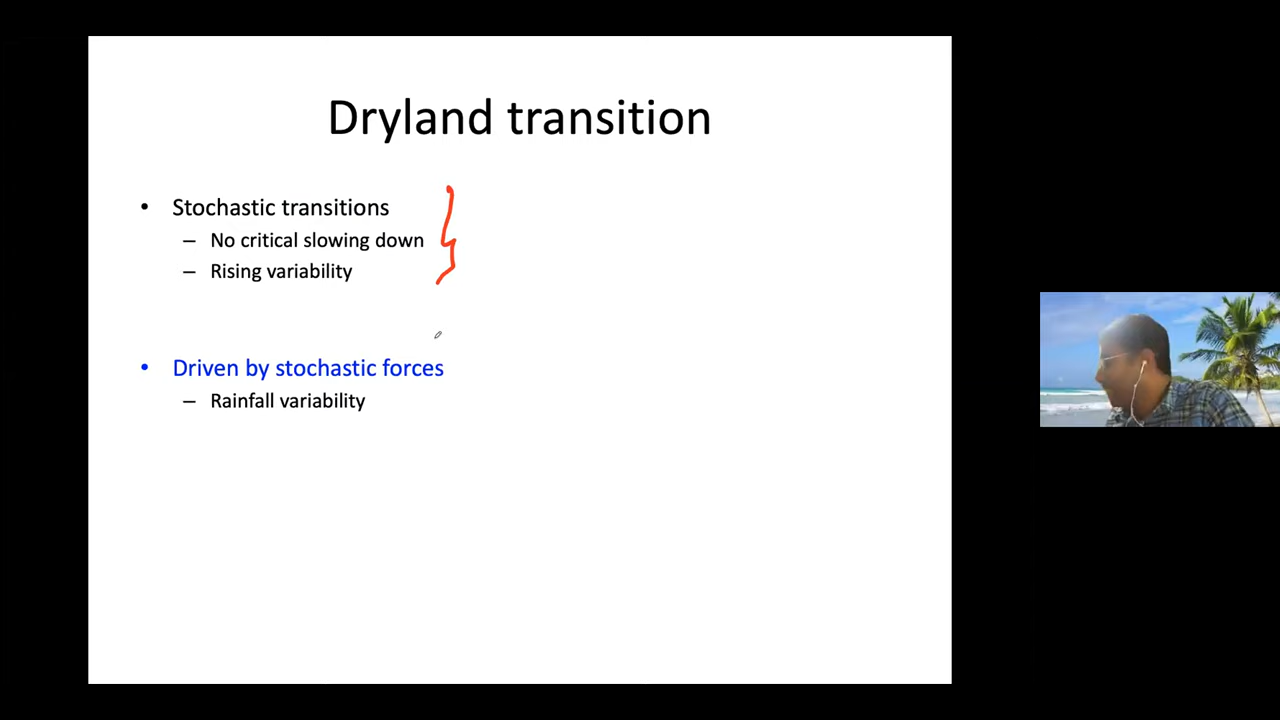 Dryland transition
• Stochastic transitions
– No critical slowing down
– Rising variability
• Driven by stochastic forces
– Rainfall variability